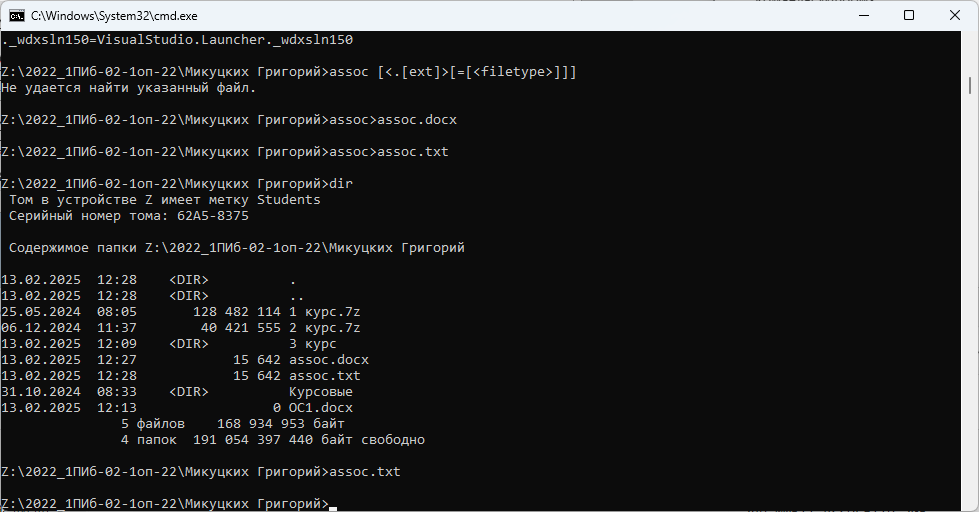 C:\Windows\System32\cmd.exe
._wdxsln150=VisualStudio.Launcher._wdxsln150
Z:\2022_1ПИб-02-1оп-22\Микуцких Григорий>assoc [<.[ext]>[=[<filetype>]]]
Не удается найти указанный файл.
Z:\2022_1ПИб-02-1оп-22\Микуцких Григорий>assoc>assoc.docx
Z:\2022_1ПИб-02-1оп-22\Микуцких Григорий>assoc>assoc.txt
Z:\2022_1ПИб-02-1оп-22\Микуцких Григорий>dir
Том в устройстве Z имеет метку Students
Серийный номер тома: 62A5-8375
Содержимое папки Z:\2022_1ПИб-02-1оп-22\Микуцких Григорий
13.02.2025  12:28    <DIR>          .
13.02.2025  12:28    <DIR>          ..
25.05.2024  08:05       128 482 114 1 курс.7z
06.12.2024  11:37        40 421 555 2 курс.7z
13.02.2025  12:09    <DIR>          3 курс
13.02.2025  12:27            15 642 assoc.docx
13.02.2025  12:28            15 642 assoc.txt
31.10.2024  08:33    <DIR>          Курсовые
13.02.2025  12:13                 0 ОС1.docx
5 файлов    168 934 953 байт
4 папок  191 054 397 440 байт свободно
Z:\2022_1ПИб-02-1оп-22\Микуцких Григорий>assoc.txt
Z:\2022_1ПИб-02-1оп-22\Микуцких Григорий>